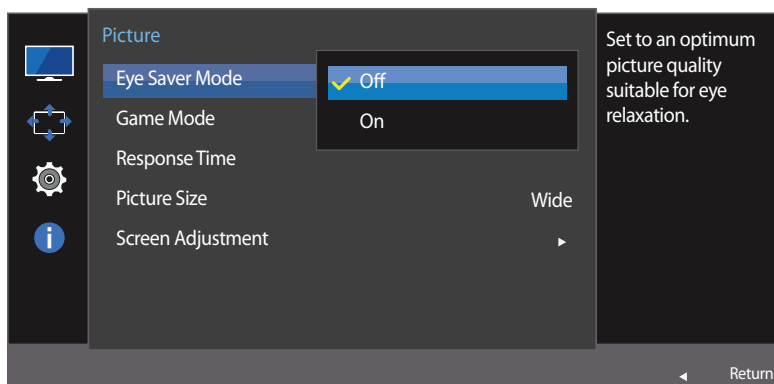 Picture
Eye Saver Mode
Off
On
Game Mode
Response Time
Picture Size Wide
Screen Adjustment
Set to an optimum
picture quality
suitable for eye
relaxation.
Return